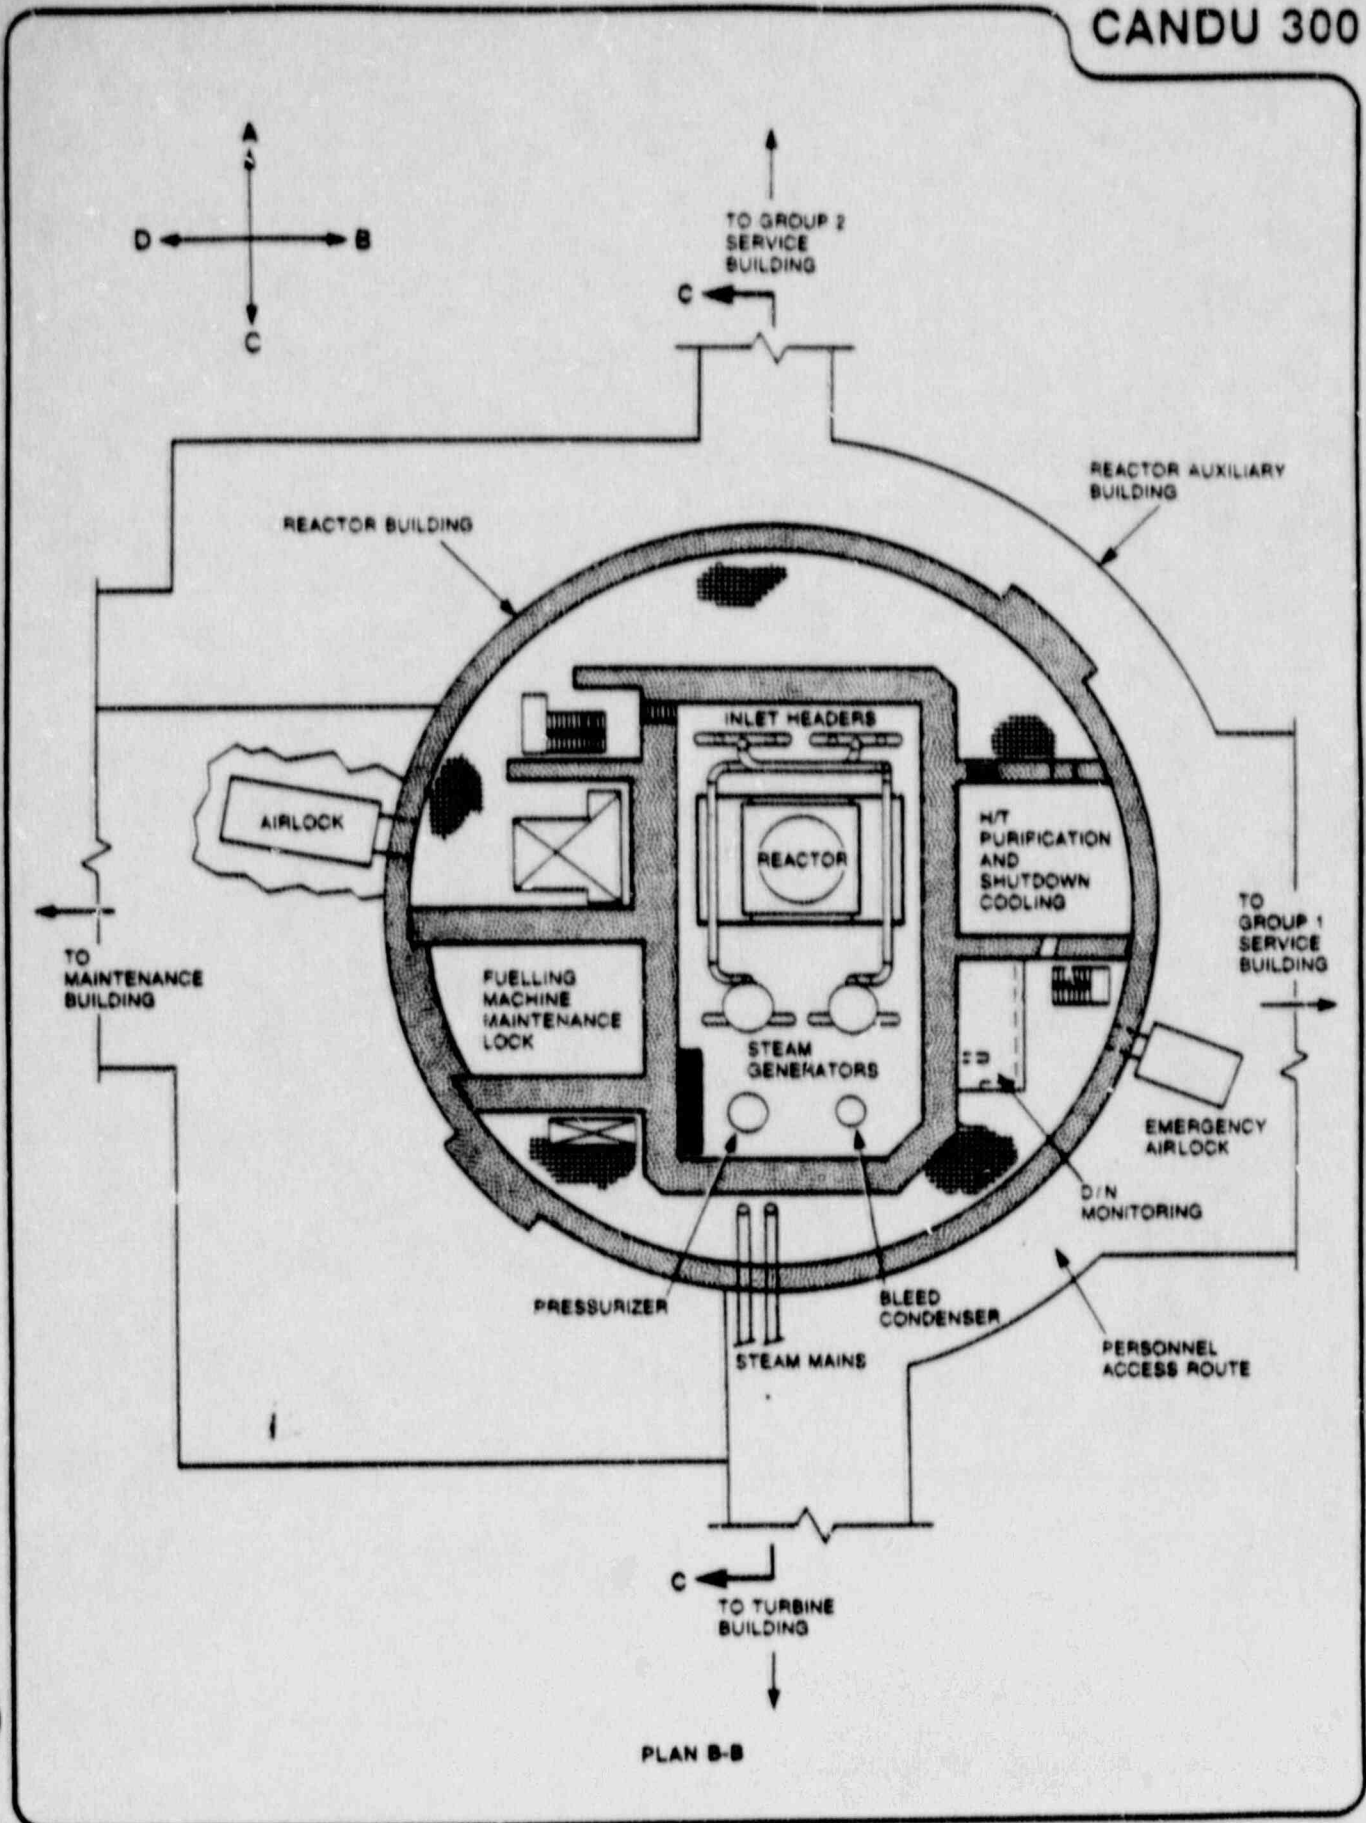 CANDU 300
A
D
B
C
TO GROUP 2
SERVICE
BUILDING
C
REACTOR AUXILIARY
BUILDING
REACTOR BUILDING
INLET HEADERS
AIRLOCK
REACTOR
H/T
PURIFICATION
AND
SHUTDOWN
COOLING
TO
GROUP 1
SERVICE
BUILDING
TO
MAINTENANCE
BUILDING
FUELLING
MACHINE
MAINTENANCE
LOCK
STEAM
GENERATORS
EMERGENCY
AIRLOCK
D/N
MONITORING
PRESSURIZER
BLEED
CONDENSER
STEAM MAINS
PERSONNEL
ACCESS ROUTE
C
TO TURBINE
BUILDING
PLAN B-B